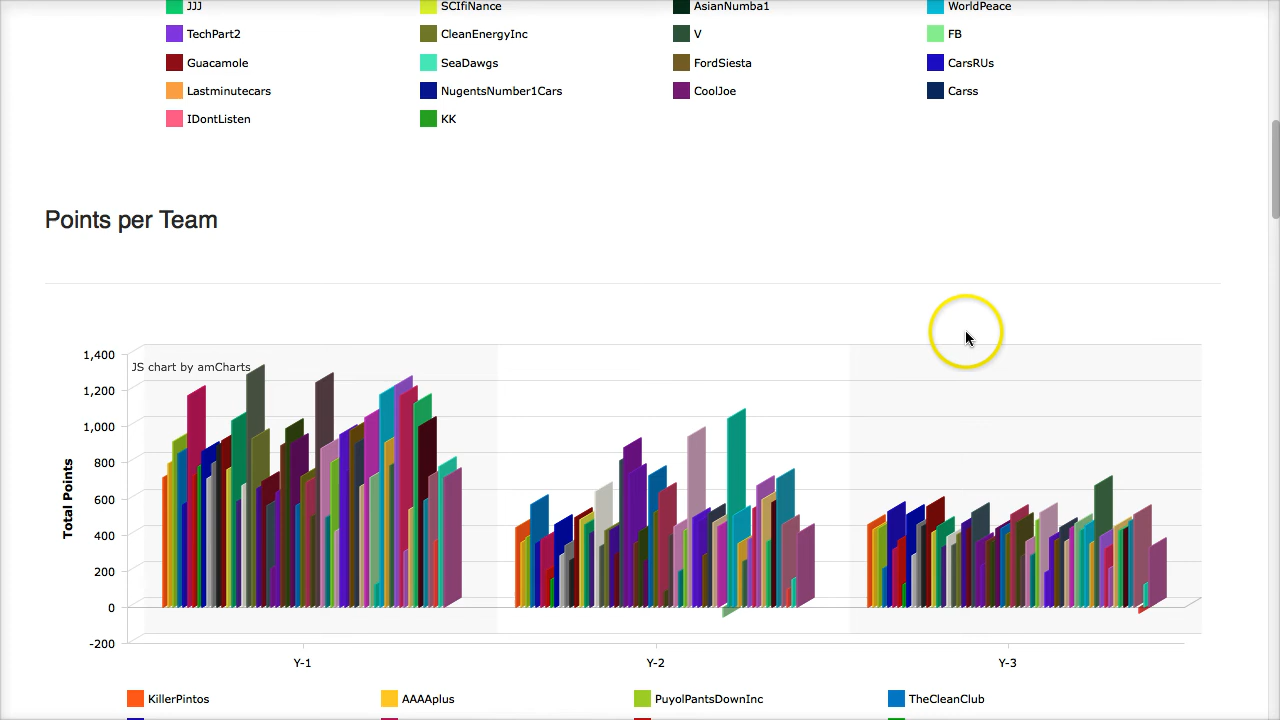 JJJ SCIfiNance AsianNumba1 WorldPeace
TechPart2 CleanEnergyInc V FB
Guacamole SeaDawgs FordSiesta CarsRUs
Lastminutecars NugentsNumber1Cars CoolJoe Carss
IDontListen KK
Points per Team
JS chart by amCharts
1,400
1,200
1,000
800
600
400
200
0
-200
Total Points
Y-1 Y-2 Y-3
KillerPintos AAAAplus PuyolPantsDownInc TheCleanClub